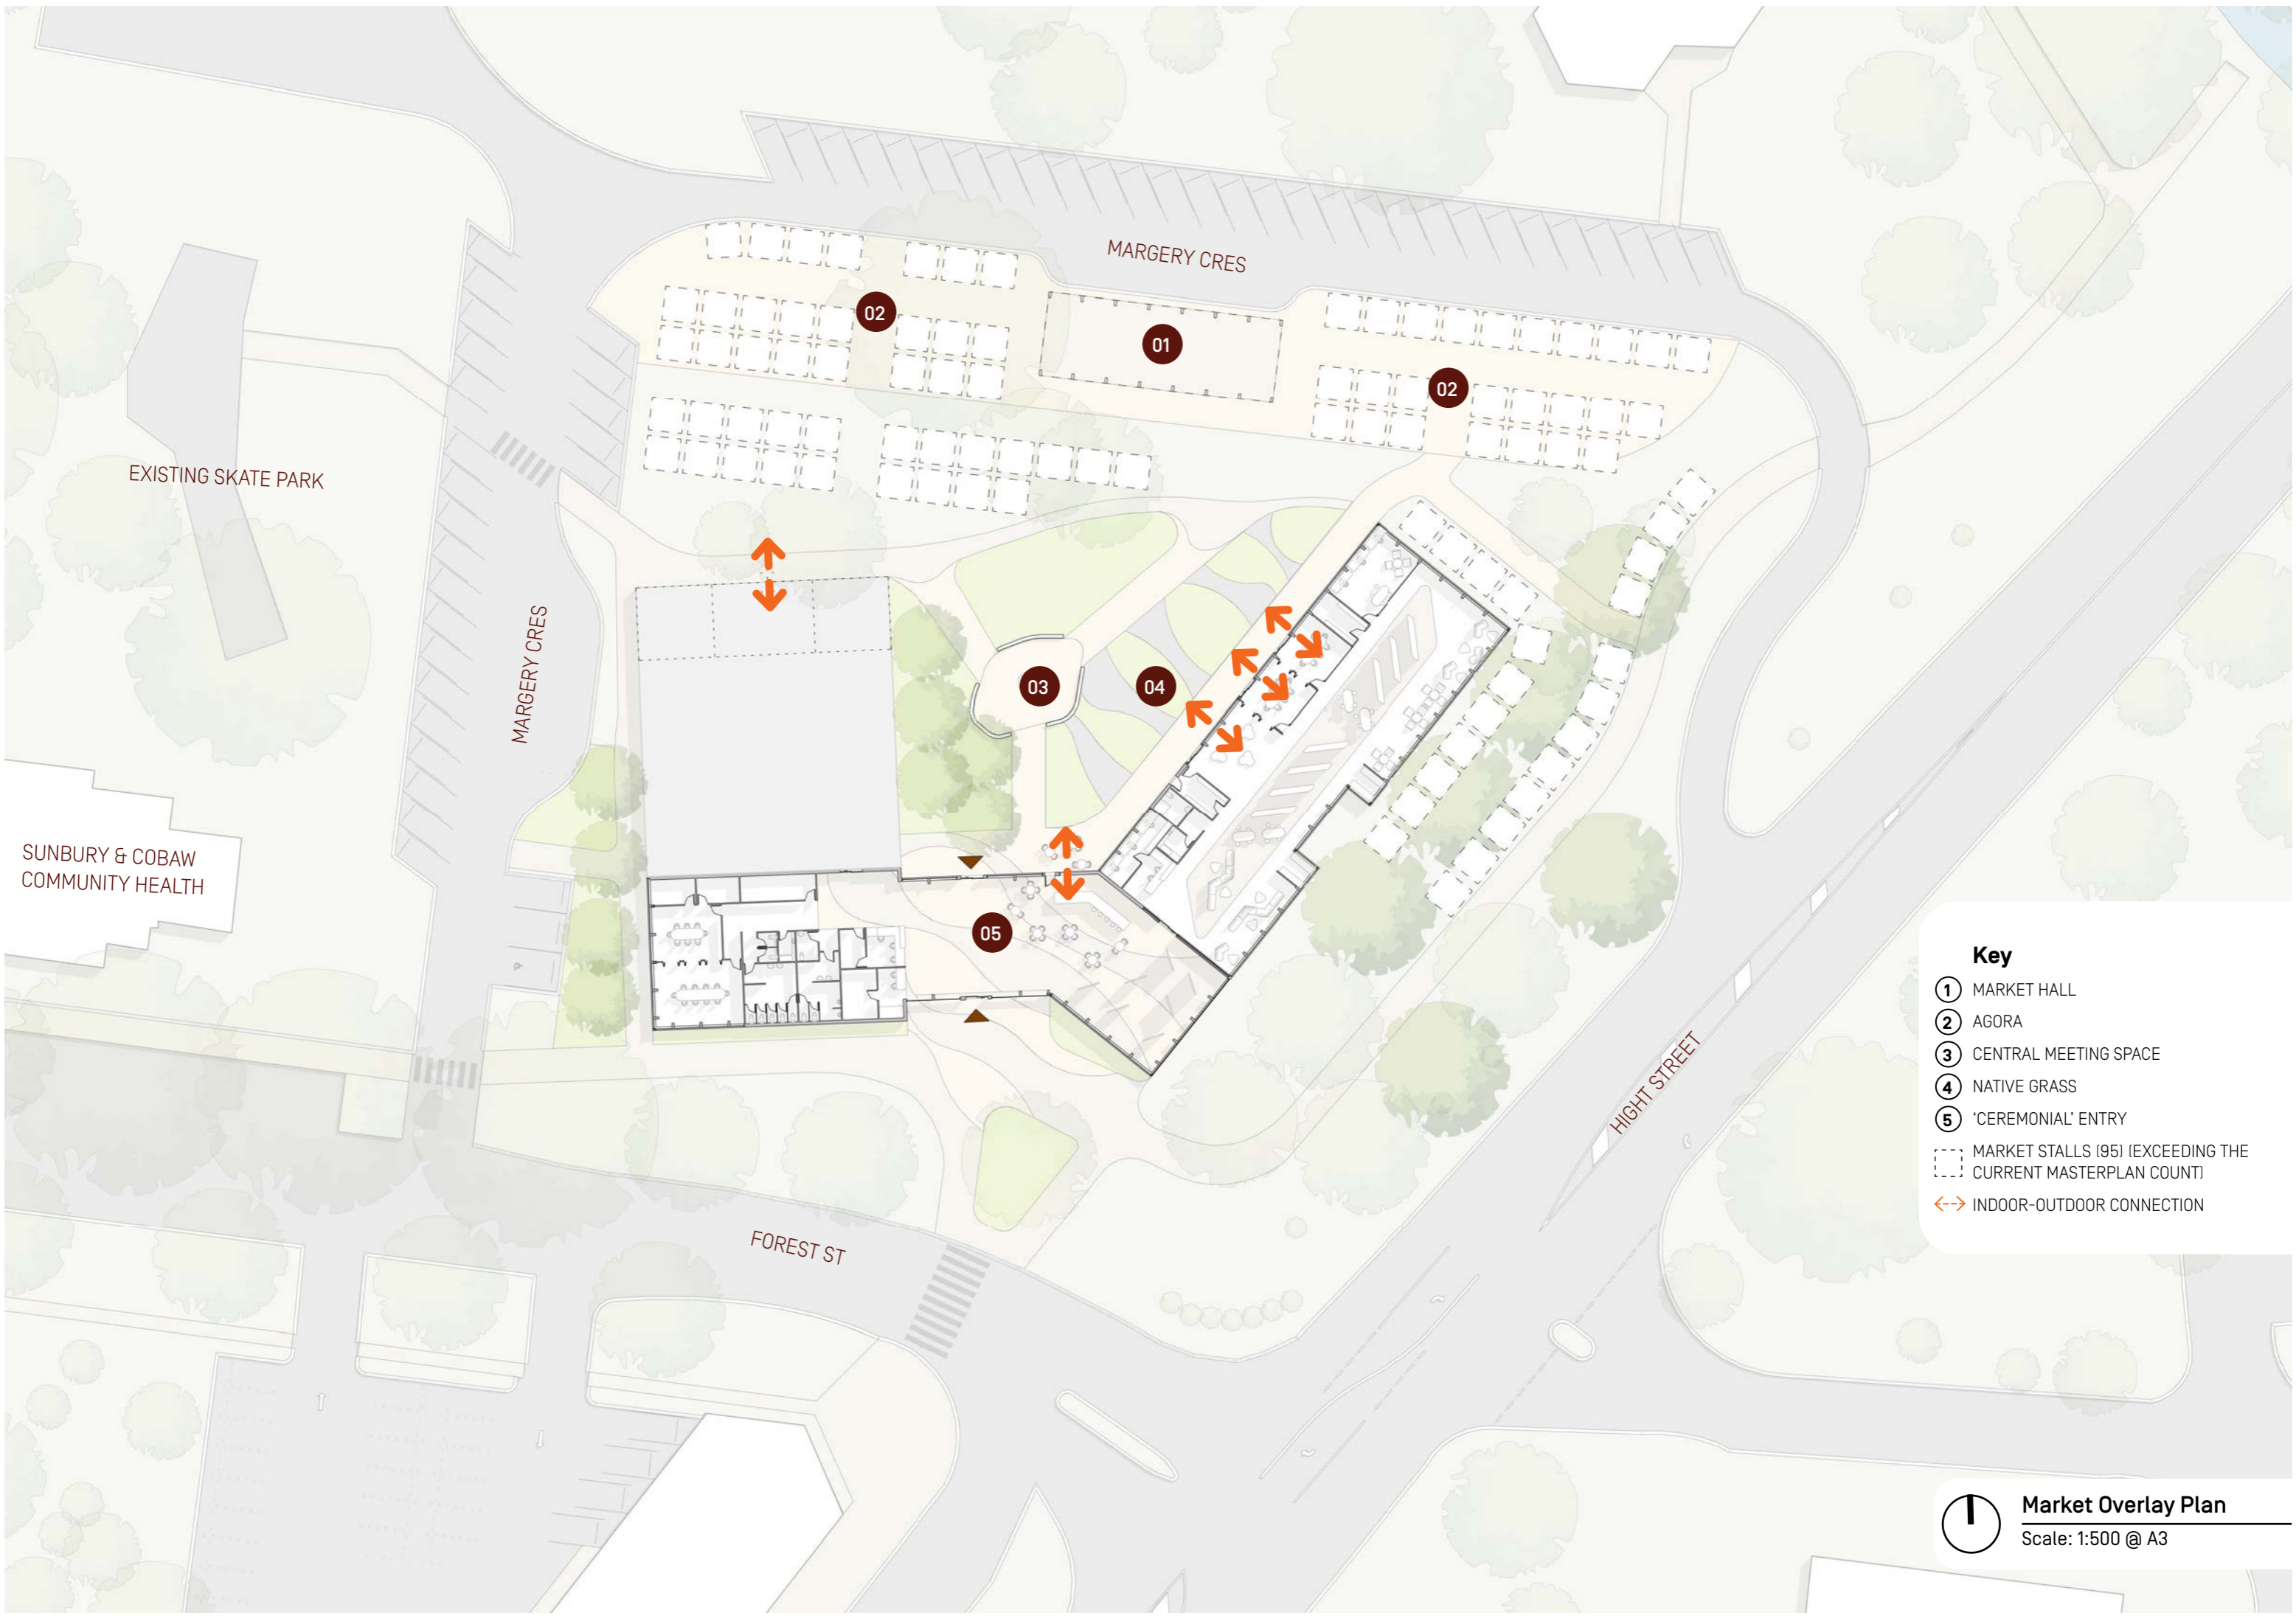 MARGERY CRES
02
01
02
EXISTING SKATE PARK
MARGERY CRES
03
04
SUNBURY & COBAW
COMMUNITY HEALTH
05
HIGHT STREET
FOREST ST
Key
1 MARKET HALL
2 AGORA
3 CENTRAL MEETING SPACE
4 NATIVE GRASS
5 'CEREMONIAL' ENTRY
MARKET STALLS (95) (EXCEEDING THE
CURRENT MASTERPLAN COUNT)
INDOOR-OUTDOOR CONNECTION
Market Overlay Plan
Scale: 1:500 @ A3